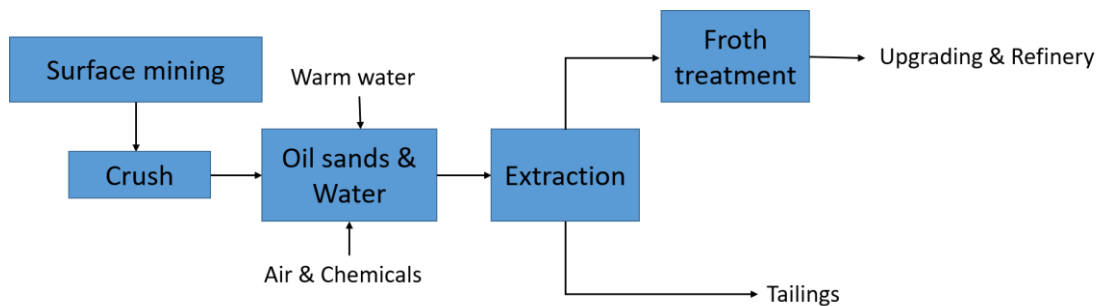 Surface mining
Crush
Warm water
Oil sands &
Water
Air & Chemicals
Extraction
Froth
treatment
Upgrading & Refinery
Tailings